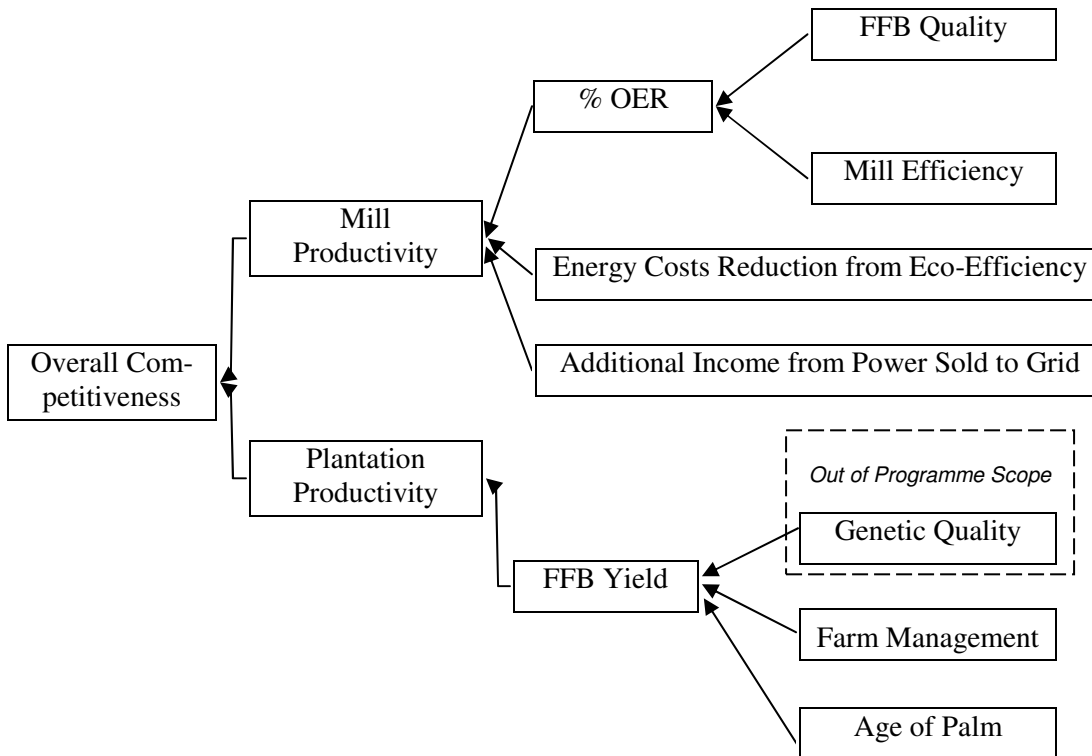 FFB Quality
% OER
Mill Efficiency
Mill
Productivity
Energy Costs Reduction from Eco-Efficiency
Additional Income from Power Sold to Grid
Overall Com-
petitiveness
Plantation
Productivity
Out of Programme Scope
Genetic Quality
FFB Yield
Farm Management
Age of Palm